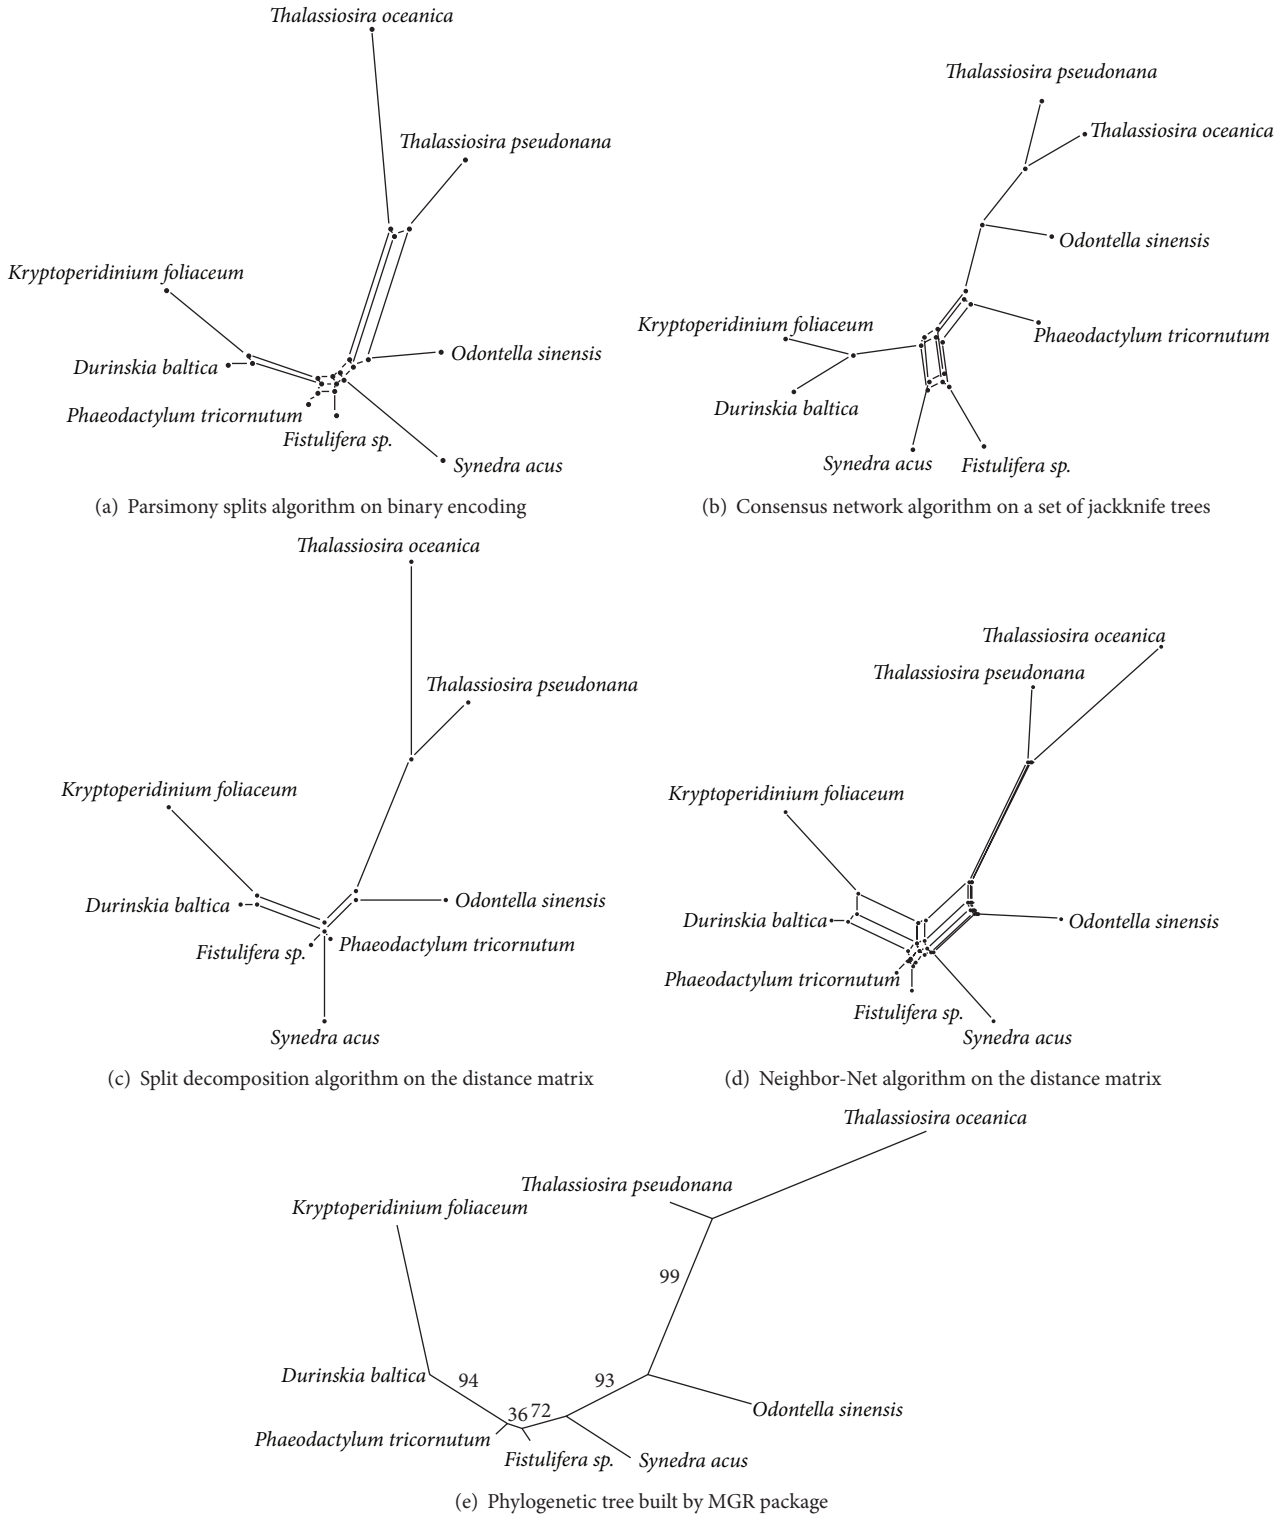 Thalassiosira oceanica
Thalassiosira pseudonana
Kryptoperidinium foliaceum
Durinskia baltica
Odontella sinensis
Phaeodactylum tricornutum
Fistulifera sp.
Synedra acus
(a) Parsimony splits algorithm on binary encoding
Thalassiosira pseudonana
Thalassiosira oceanica
Odontella sinensis
Kryptoperidinium foliaceum
Phaeodactylum tricornutum
Durinskia baltica
Synedra acus
Fistulifera sp.
(b) Consensus network algorithm on a set of jackknife trees
Thalassiosira oceanica
Thalassiosira pseudonana
Kryptoperidinium foliaceum
Durinskia baltica
Odontella sinensis
Fistulifera sp.
Phaeodactylum tricornutum
Synedra acus
(c) Split decomposition algorithm on the distance matrix
Thalassiosira oceanica
Thalassiosira pseudonana
Kryptoperidinium foliaceum
Durinskia baltica
Odontella sinensis
Phaeodactylum tricornutum
Fistulifera sp.
Synedra acus
(d) Neighbor-Net algorithm on the distance matrix
Thalassiosira oceanica
Thalassiosira pseudonana
Kryptoperidinium foliaceum
99
Durinskia baltica
94
93
36
72
Odontella sinensis
Phaeodactylum tricornutum
Fistulifera sp.
Synedra acus
(e) Phylogenetic tree built by MGR package